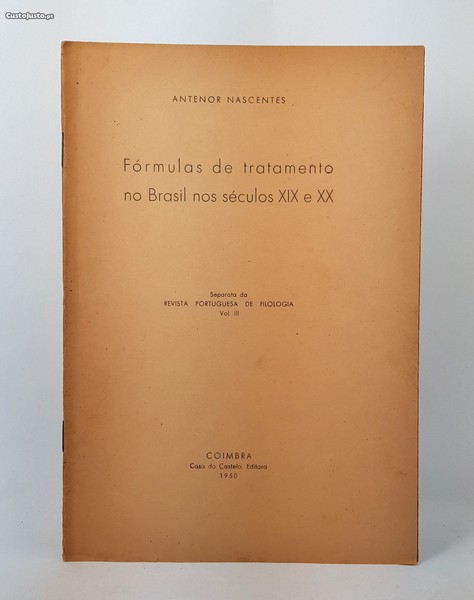 CustoJusto.pt
ANTENOR NASCENTES
Fórmulas de tratamento
no Brasil nos séculos XIX e XX
Separata da
REVISTA PORTUGUESA DE FILOLOGIA
Vol. III
COIMBRA
Casa do Castelo, Editora
1950